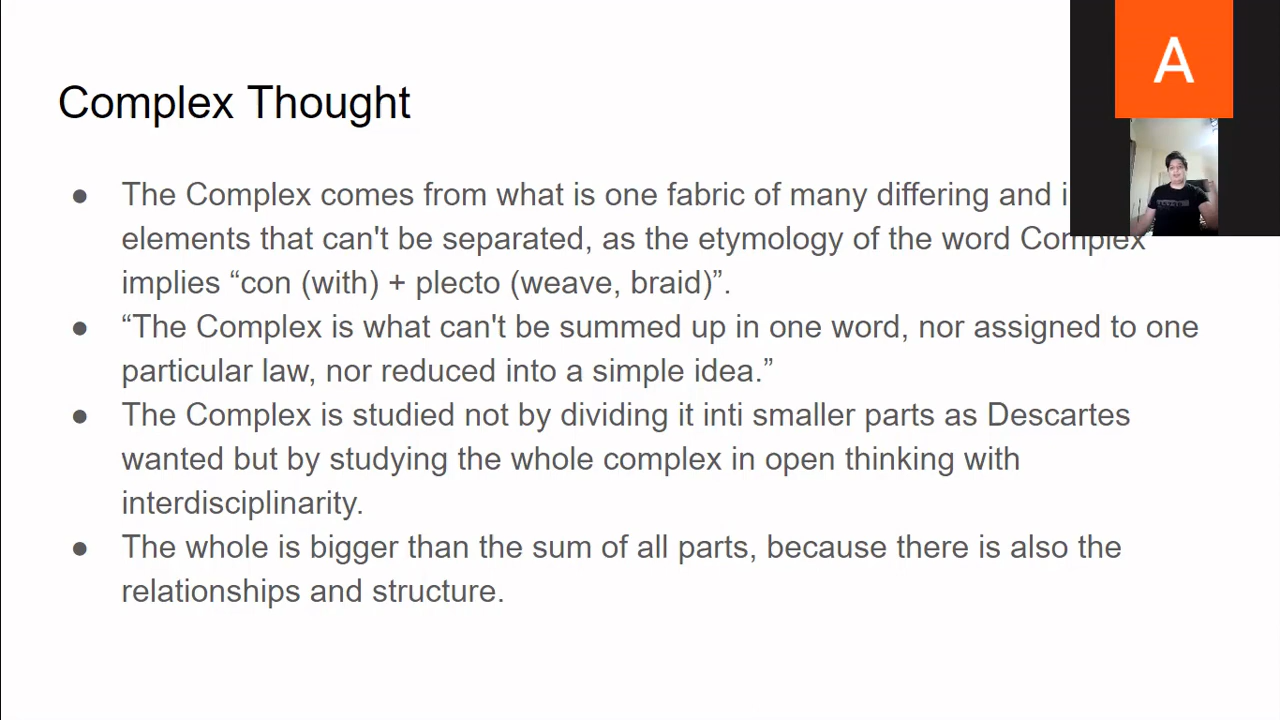 Complex Thought
A
● The Complex comes from what is one fabric of many differing and
elements that can't be separated, as the etymology of the word Complex
implies “con (with) + plecto (weave, braid)”.
● “The Complex is what can't be summed up in one word, nor assigned to one
particular law, nor reduced into a simple idea.”
● The Complex is studied not by dividing it inti smaller parts as Descartes
wanted but by studying the whole complex in open thinking with
interdisciplinarity.
● The whole is bigger than the sum of all parts, because there is also the
relationships and structure.